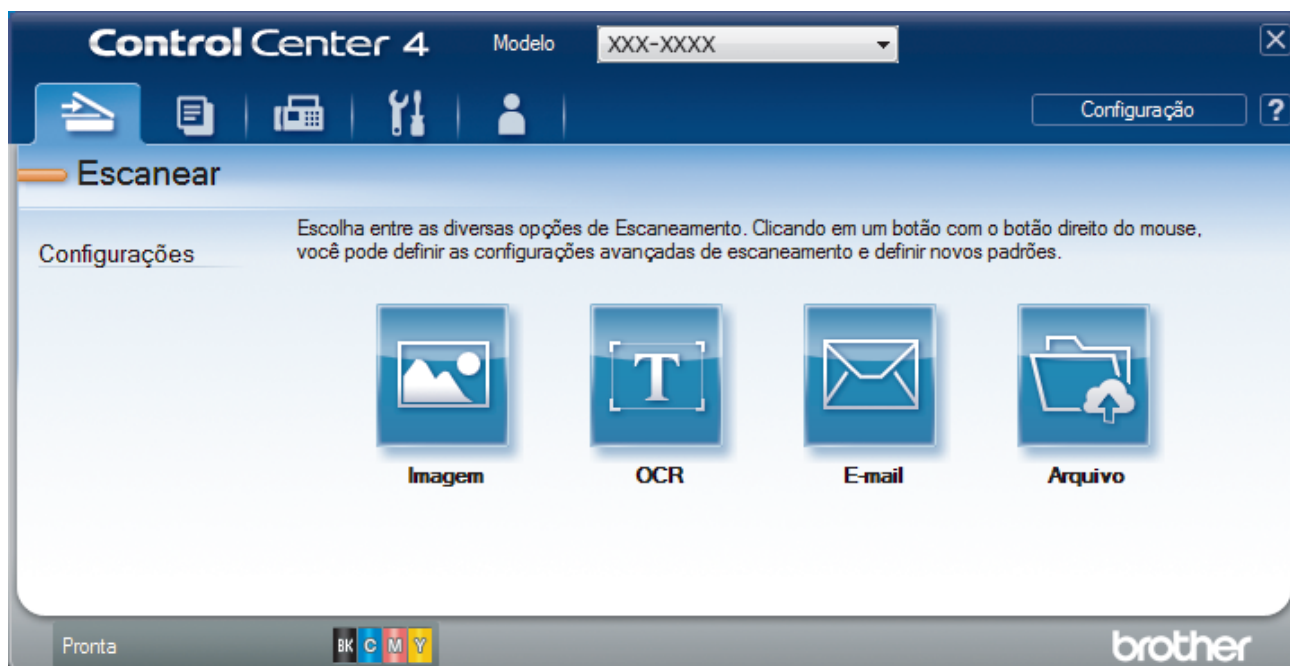 Control Center 4
Modelo
XXX-XXXX
Configuração
?
Escanear
Configurações
Escolha entre as diversas opções de Escaneamento. Clicando em um botão com o botão direito do mouse,
você pode definir as configurações avançadas de escaneamento e definir novos padrões.
T
Imagem
OCR
E-mail
Arquivo
Pronta
BK C M Y
brother